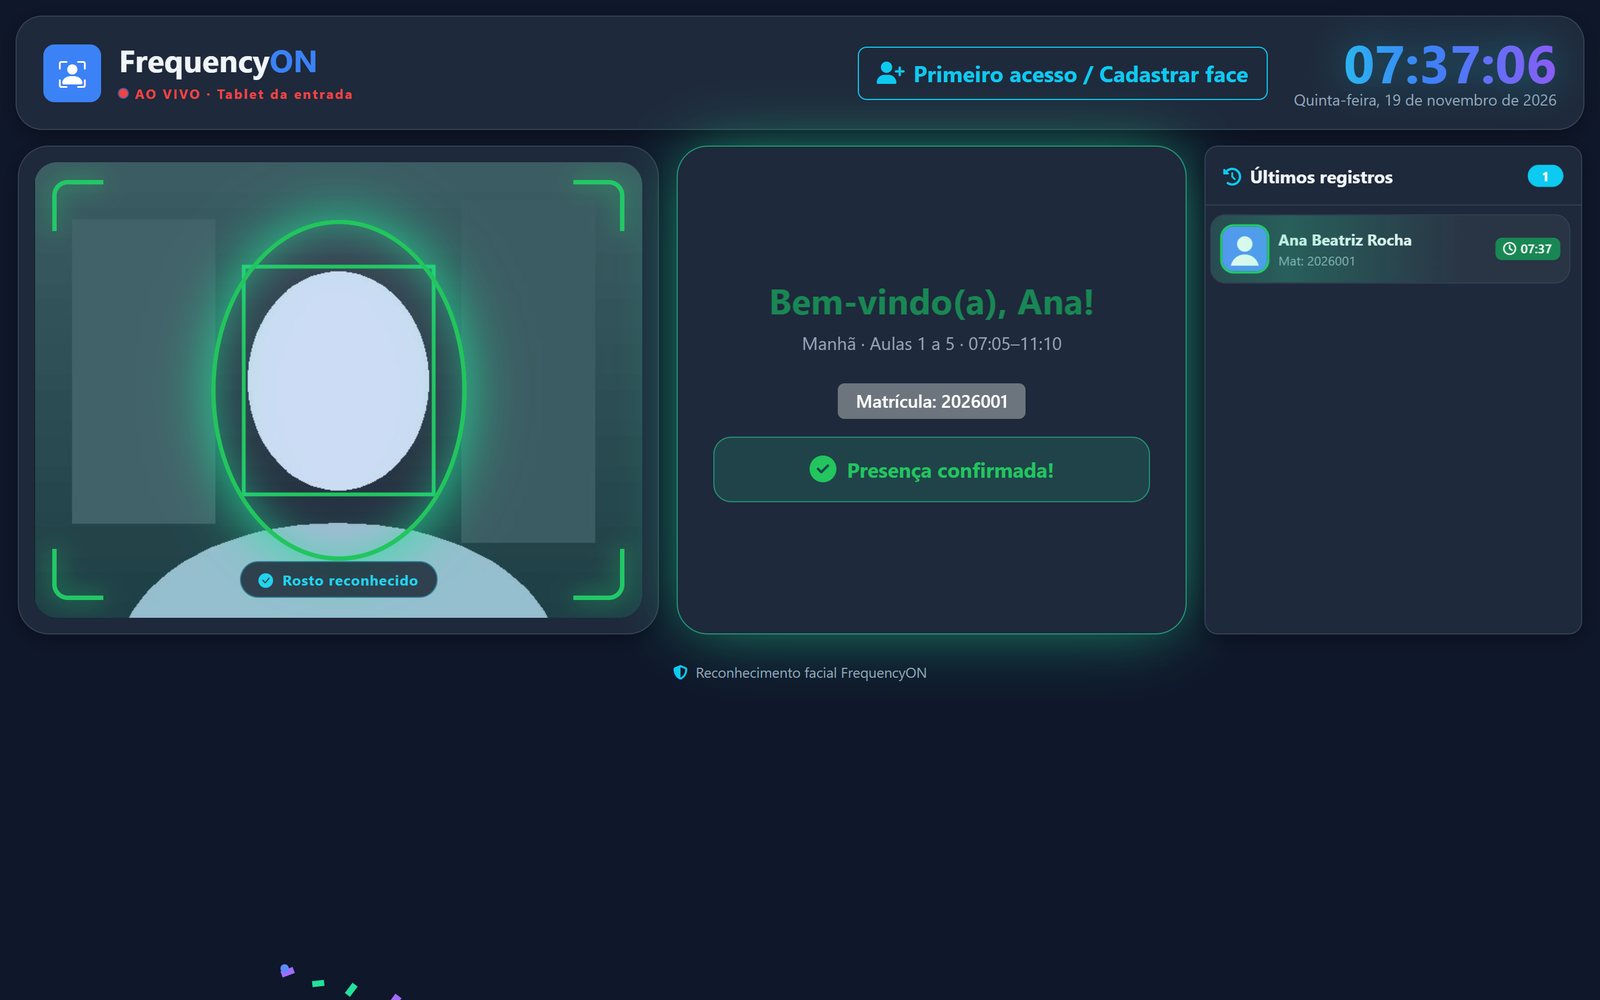 FrequencyON
AO VIVO · Tablet da entrada
Primeiro acesso / Cadastrar face
07:37:06
Quinta-feira, 19 de novembro de 2026
Rosto reconhecido
Bem-vindo(a), Ana!
Manhã · Aulas 1 a 5 · 07:05–11:10
Matrícula: 2026001
Presença confirmada!
Últimos registros
1
Ana Beatriz Rocha
Mat: 2026001
07:37
Reconhecimento facial FrequencyON